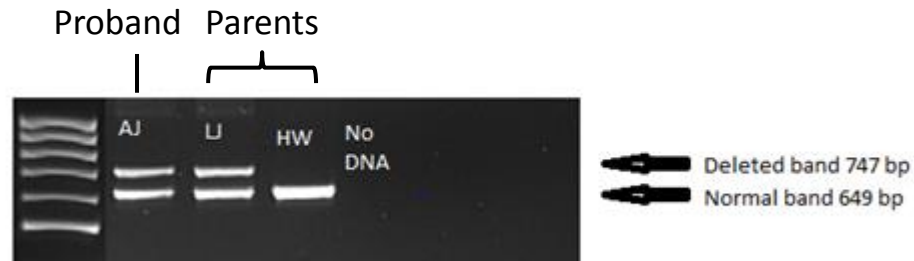 Proband Parents
AJ
LJ
HW
No
DNA
Deleted band 747 bp
Normal band 649 bp